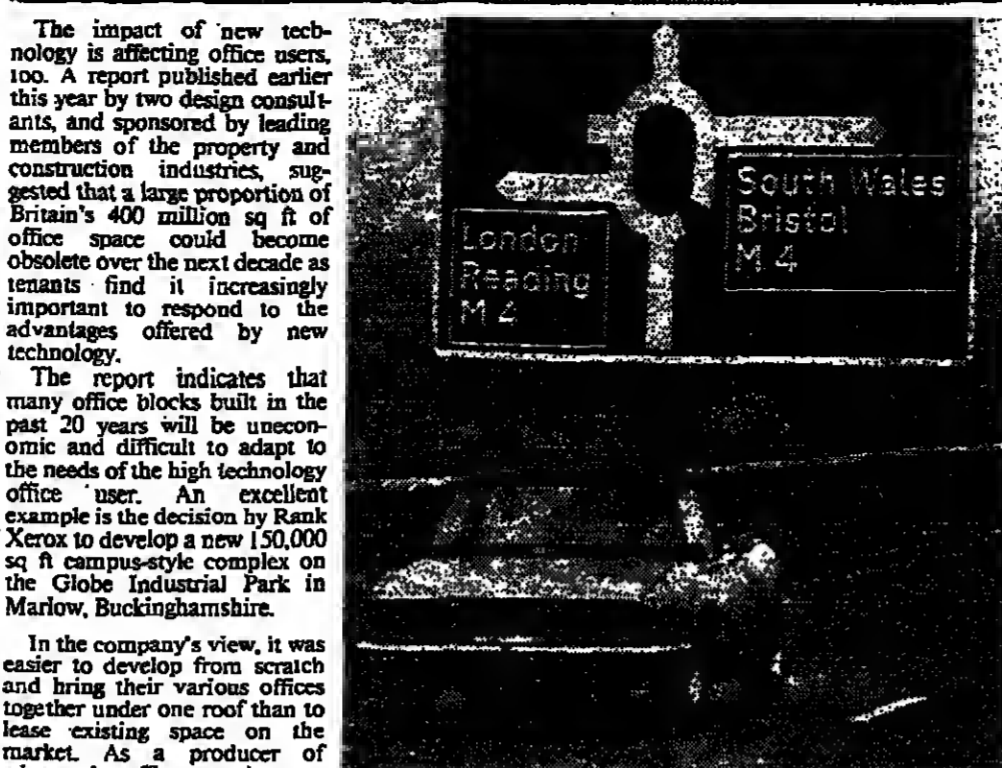 The impact of new tech-
nology is affecting office users,
too. A report published earlier
this year by two design consult-
ants, and sponsored by leading
members of the property and
construction industries, sug-
gested that a large proportion of
Britain's 400 million sq ft of
office space could become
obsolete over the next decade as
tenants find it increasingly
important to respond to the
advantages offered by new
technology.
The report indicates that
many office blocks built in the
past 20 years will be unecon-
omic and difficult to adapt to
the needs of the high technology
office user. An excellent
example is the decision by Rank
Xerox to develop a new 150,000
sq ft campus-style complex on
the Globe Industrial Park in
Marlow, Buckinghamshire.
In the company's view, it was
easier to develop from scratch
and bring their various offices
together under one roof than to
lease existing space on the
market. As a producer of
London
Reading
M 4
South Wales
Bristol
M 4